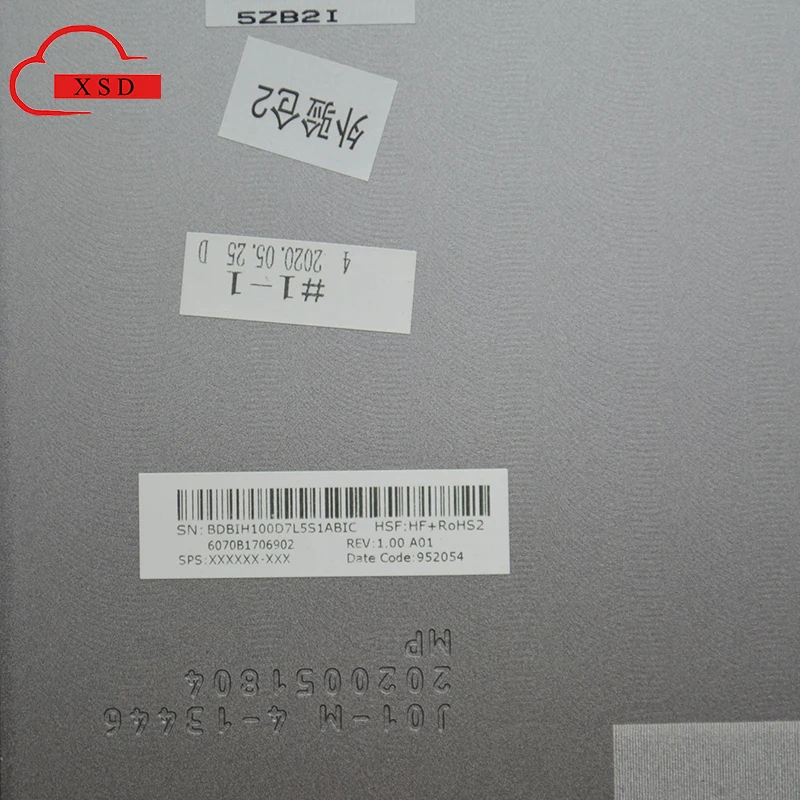 5ZB2I
XSD
外验仓2
#1-1
4 2020.05.25 D
SN:BDBIH100D7L5S1ABIC HSF:HF+RoHS2
6070B1706902 REV:1.00 A01
SPS:XXXXXX-XXX Date Code:952054
J01-M 4-13446
2020051804
MP